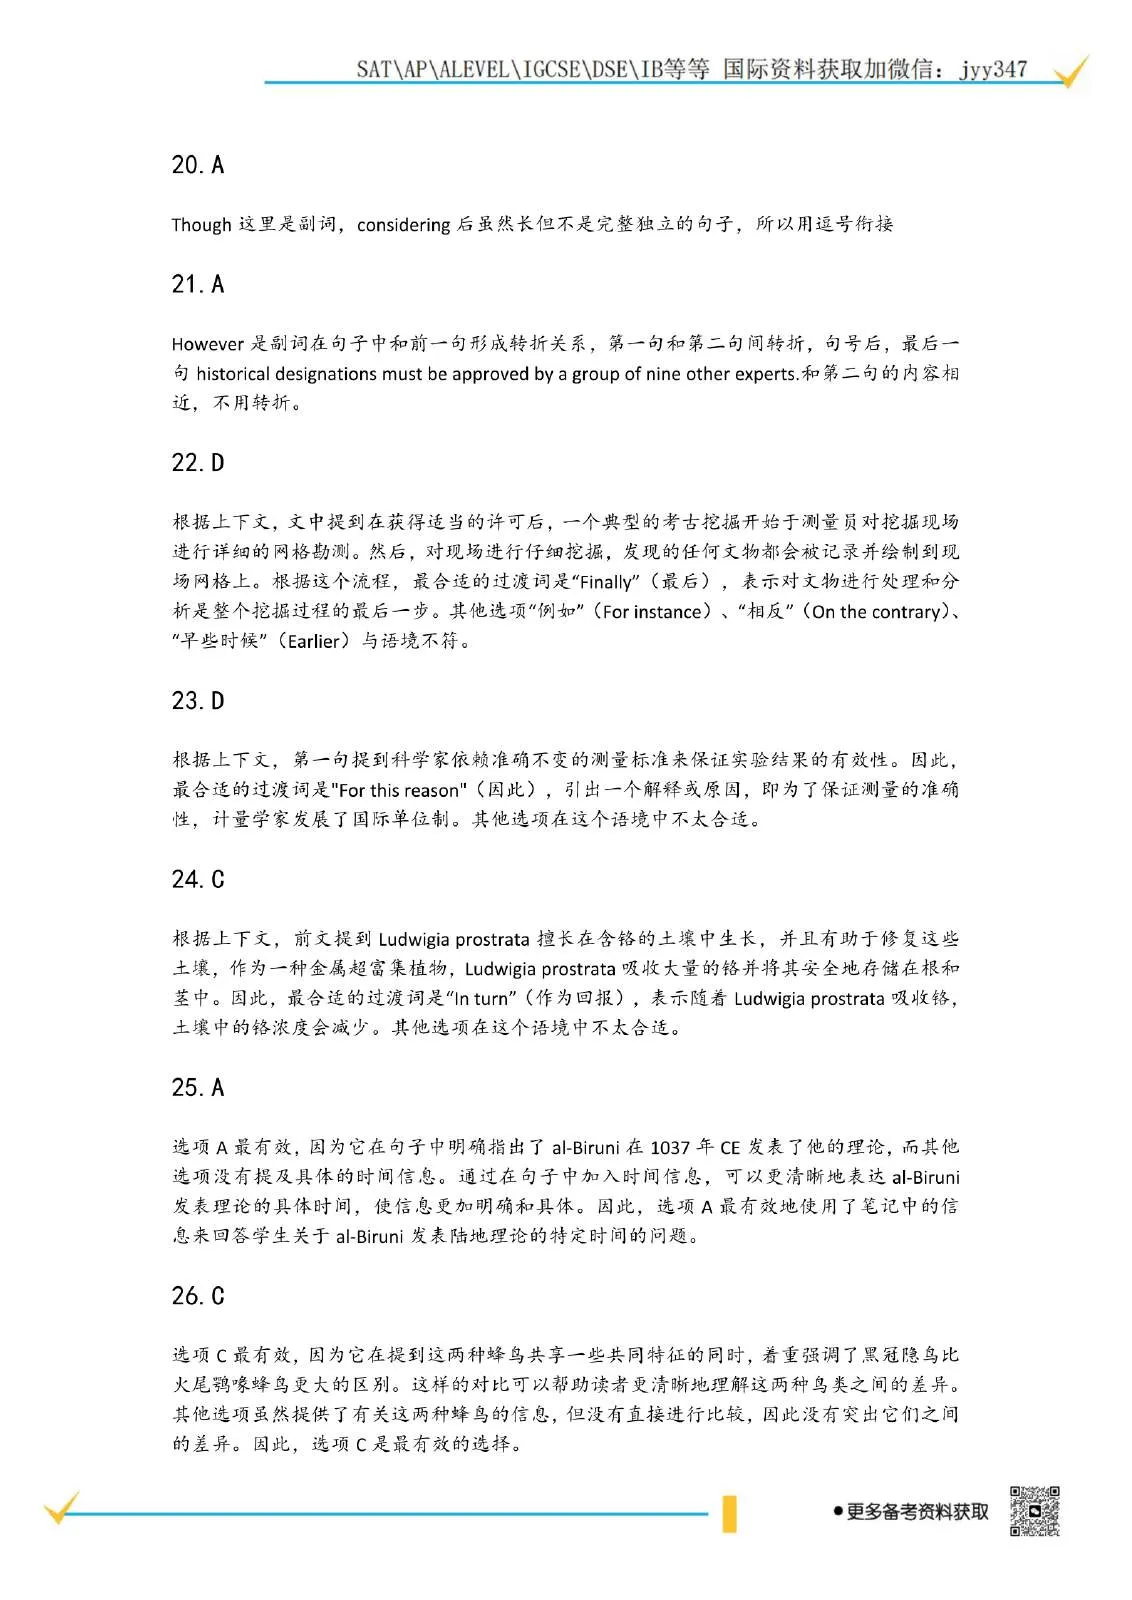 SAT\AP\ALEVEL\IGCSE\DSE\IB等等 国际资料获取加微信：jyy347
20. A
Though 这里是副词，considering 后虽然长但不是完整独立的句子，所以用逗号衔接
21. A
However 是副词在句子中和前一句形成转折关系，第一句和第二句间转折，句号后，最后一
句 historical designations must be approved by a group of nine other experts.和第二句的内容相
近，不用转折。
22. D
根据上下文，文中提到在获得适当的许可后，一个典型的考古挖掘开始于测量员对挖掘现场
进行详细的网格勘测。然后，对现场进行仔细挖掘，发现的任何文物都会被记录并绘制到现
场网格上。根据这个流程，最合适的过渡词是“Finally”（最后），表示对文物进行处理和分
析是整个挖掘过程的最后一步。其他选项“例如”（For instance）、“相反”（On the contrary）、
“早些时候”（Earlier）与语境不符。
23. D
根据上下文，第一句提到科学家依赖准确不变的测量标准来保证实验结果的有效性。因此，
最合适的过渡词是"For this reason"（因此），引出一个解释或原因，即为了保证测量的准确
性，计量学家发展了国际单位制。其他选项在这个语境中不太合适。
24. C
根据上下文，前文提到 Ludwigia prostrata 擅长在含铬的土壤中生长，并且有助于修复这些
土壤，作为一种金属超富集植物，Ludwigia prostrata 吸收大量的铬并将其安全地存储在根和
茎中。因此，最合适的过渡词是“In turn”（作为回报），表示随着 Ludwigia prostrata 吸收铬，
土壤中的铬浓度会减少。其他选项在这个语境中不太合适。
25. A
选项 A 最有效，因为它在句子中明确指出了 al-Biruni 在 1037 年 CE 发表了他的理论，而其他
选项没有提及具体的时间信息。通过在句子中加入时间信息，可以更清晰地表达 al-Biruni
发表理论的具体时间，使信息更加明确和具体。因此，选项 A 最有效地使用了笔记中的信
息来回答学生关于 al-Biruni 发表陆地理论的特定时间的问题。
26. C
选项 C 最有效，因为它在提到这两种蜂鸟共享一些共同特征的同时，着重强调了黑冠隐鸟比
火尾鹗喙蜂鸟更大的区别。这样的对比可以帮助读者更清晰地理解这两种鸟类之间的差异。
其他选项虽然提供了有关这两种蜂鸟的信息，但没有直接进行比较，因此没有突出它们之间
的差异。因此，选项 C 是最有效的选择。
●更多备考资料获取